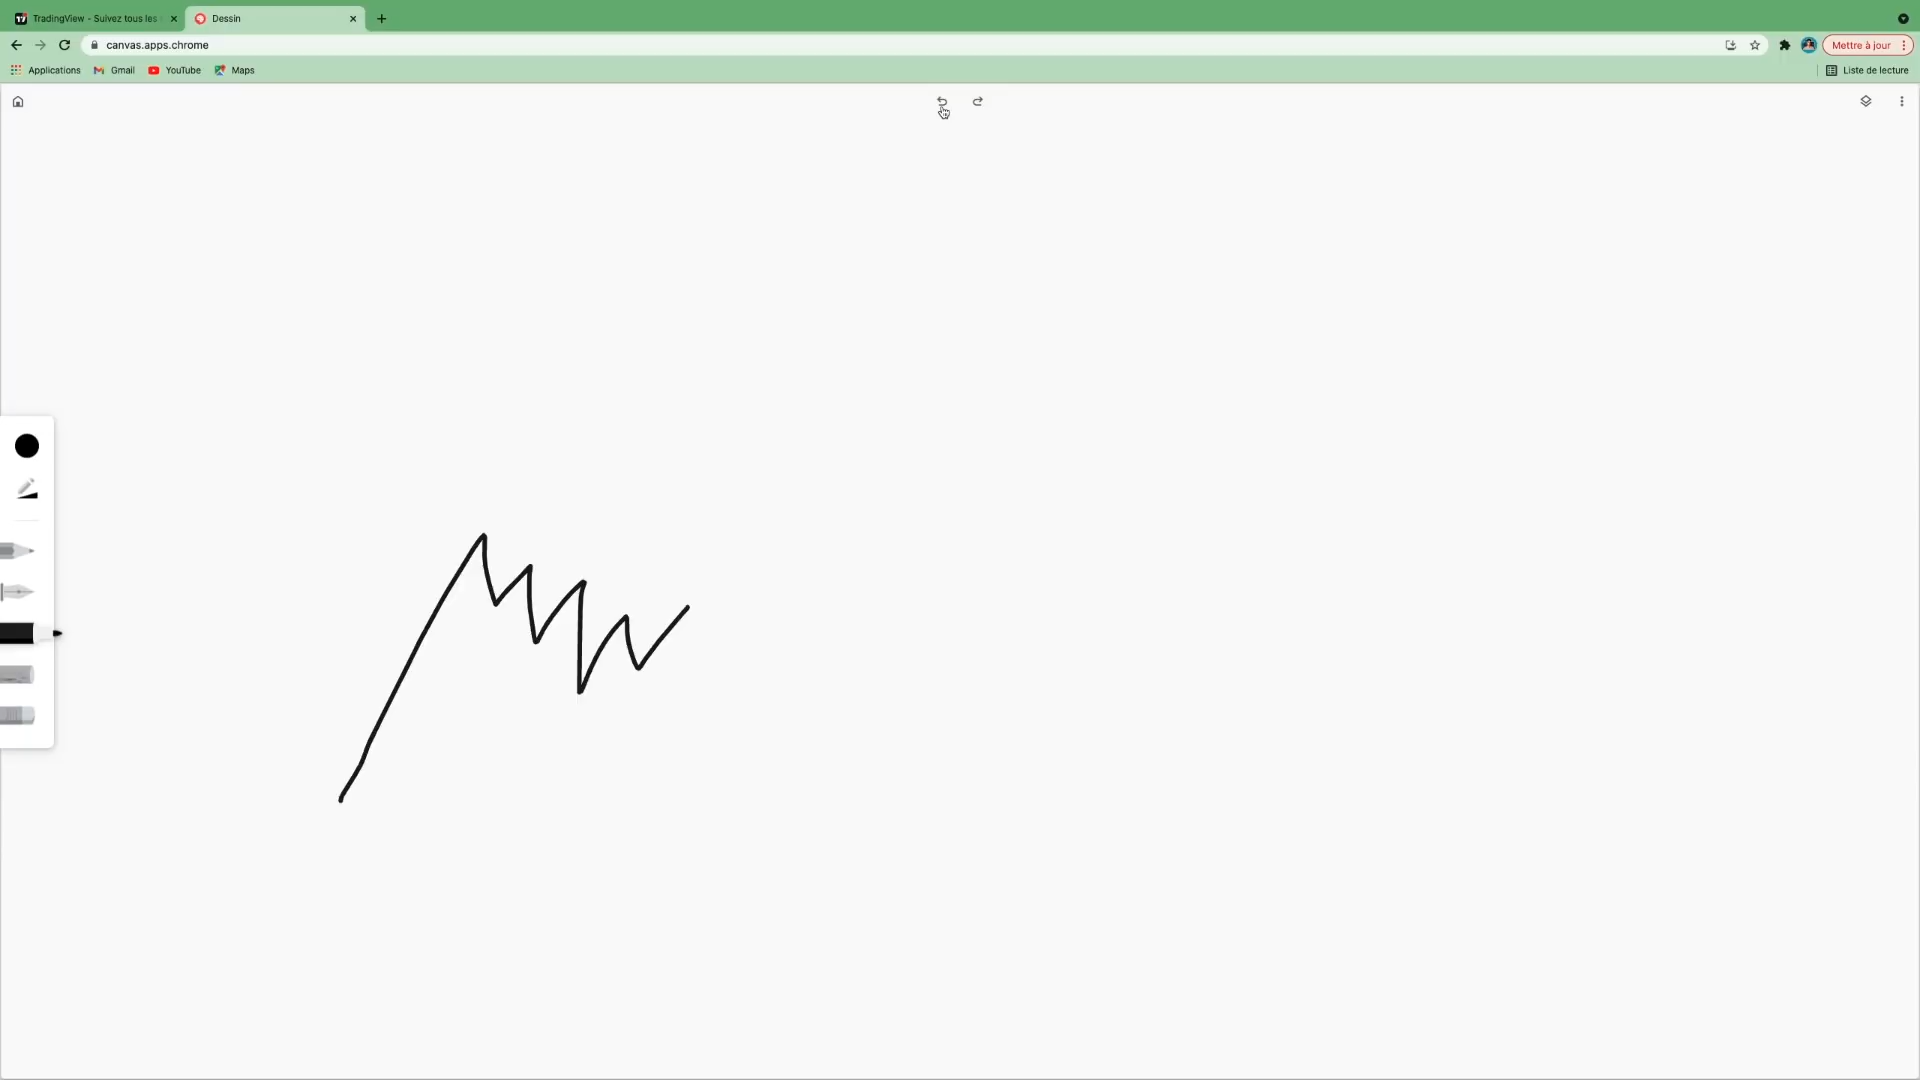 TradingView - Suivez tous les
Dessin
canvas.apps.chrome
Mettre à jour
Applications
Gmail
YouTube
Maps
Liste de lecture